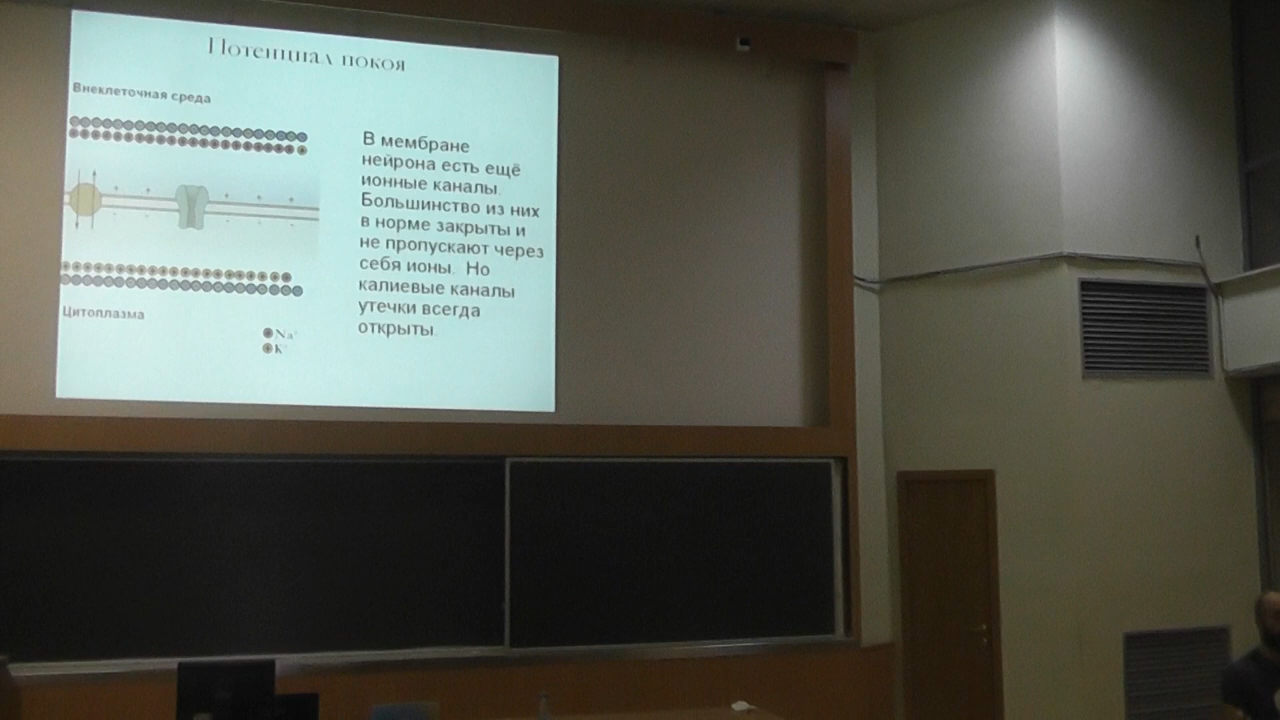 Потенциал покоя
Внеклеточная среда
В мембране
нейрона есть ещё
ионные каналы.
Большинство из них
в норме закрыты и
не пропускают через
себя ионы. Но
калиевые каналы
утечки всегда
открыты.
Цитоплазма
Na⁺
K⁺